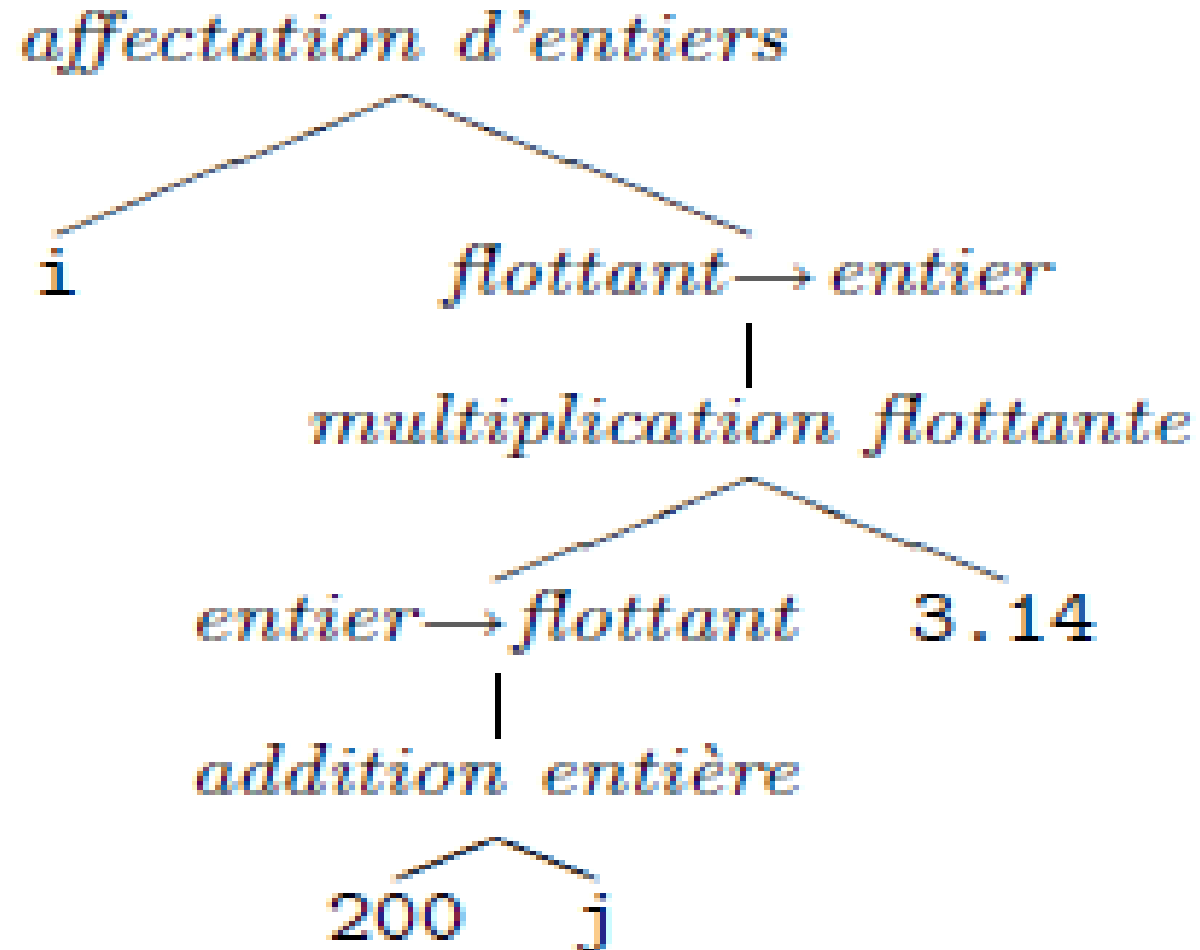 affectation d'entiers
i flottant→entier
multiplication flottante
entier→flottant 3.14
addition entière
200 j